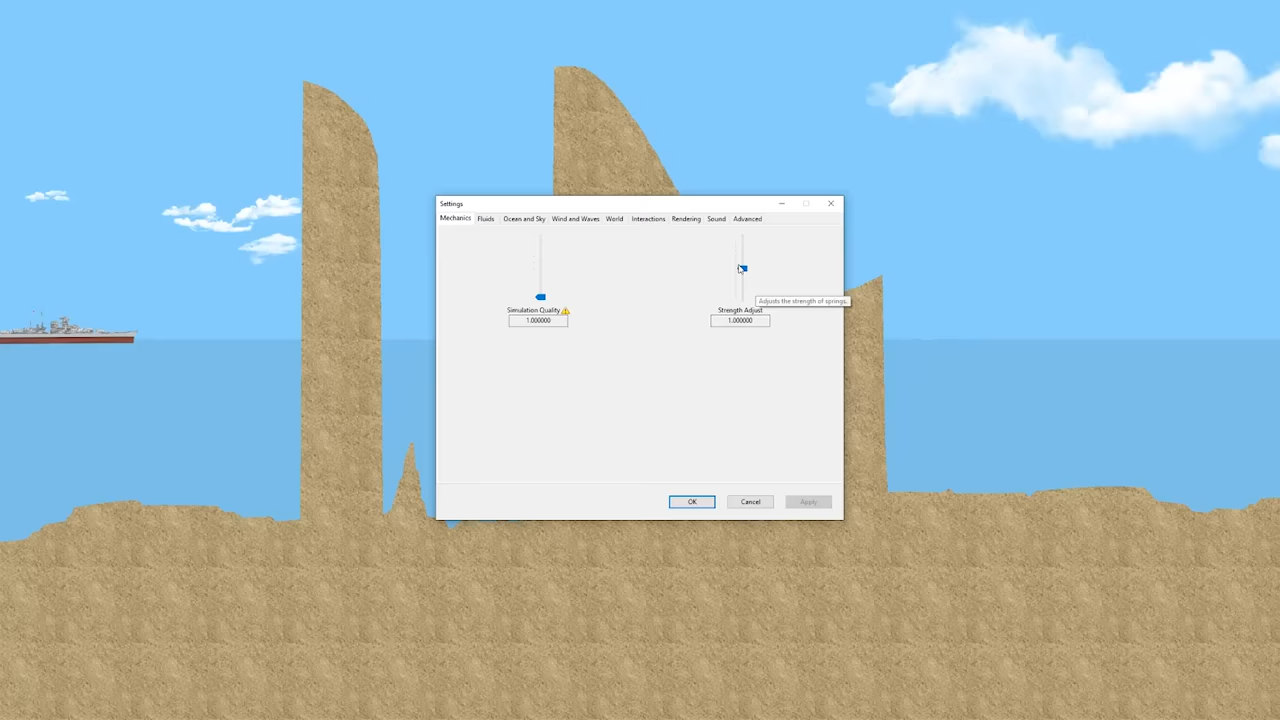 Settings
Mechanics Fluids Ocean and Sky Wind and Waves World Interactions Rendering Sound Advanced
Adjusts the strength of springs.
Simulation Quality Strength Adjust
1.000000 1.000000
OK Cancel Apply